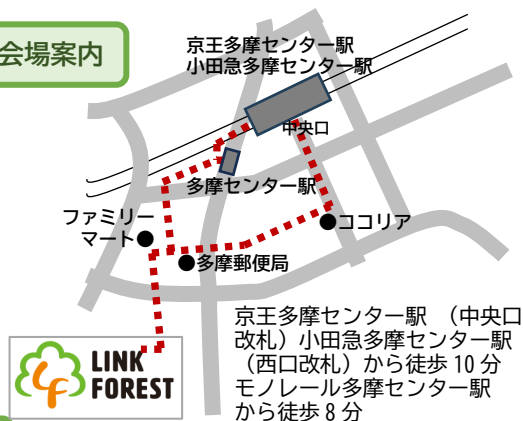 会場案内
京王多摩センター駅
小田急多摩センター駅
中央口
多摩センター駅
ファミリー
マート
ココリア
多摩郵便局
LINK
FOREST
京王多摩センター駅 (中央口
改札)小田急多摩センター駅
(西口改札)から徒歩 10 分
モノレール多摩センター駅
から徒歩 8 分